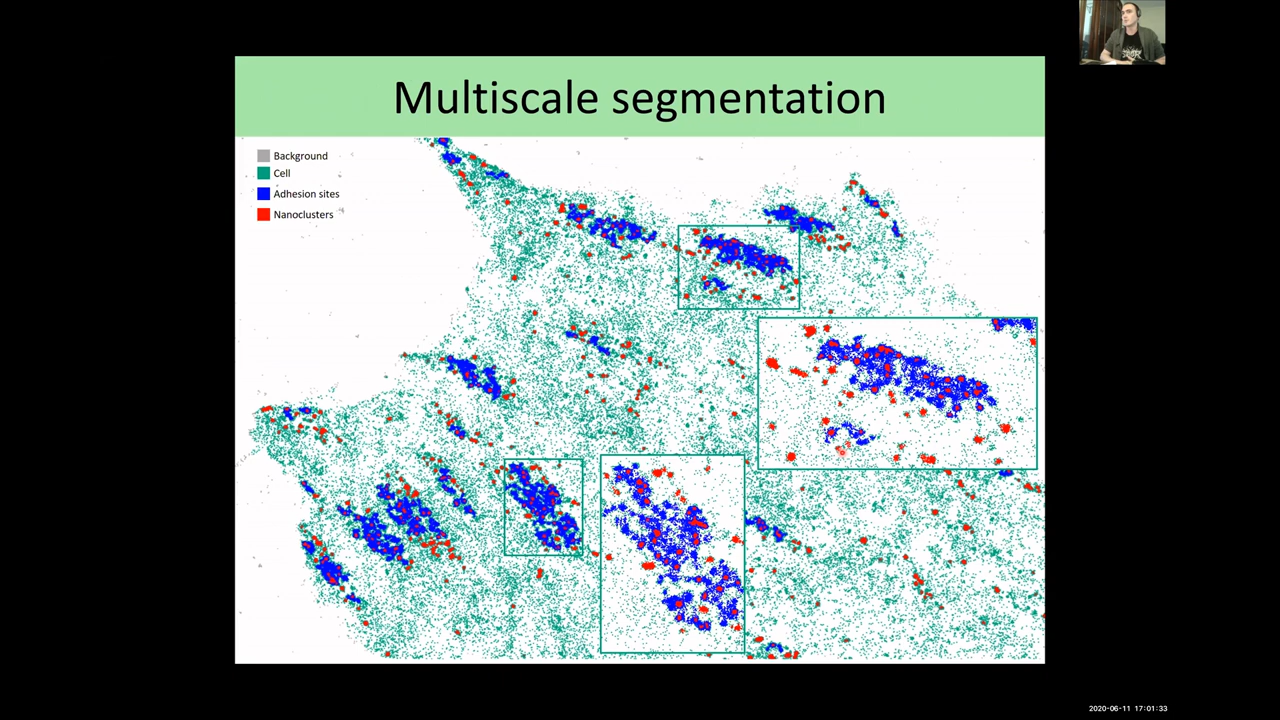 Multiscale segmentation
Background
Cell
Adhesion sites
Nanoclusters
2020-06-11 17:01:33